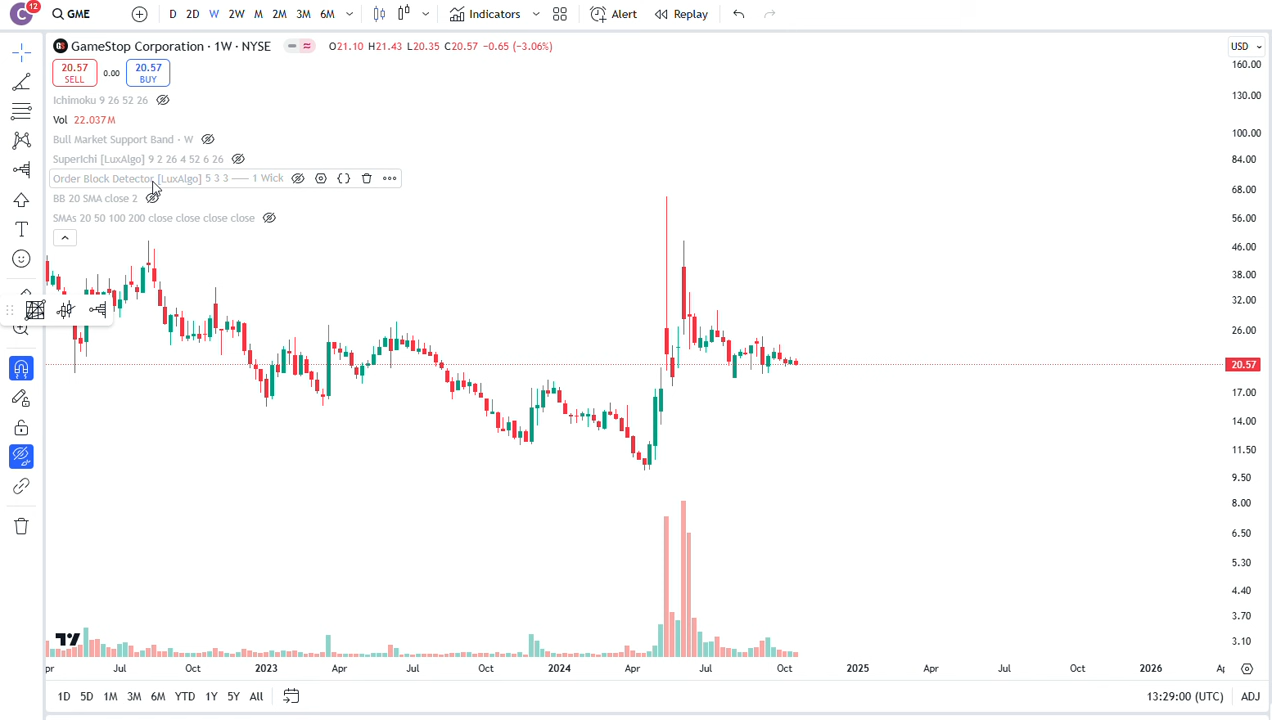 C 12 GME D 2D W 2W M 2M 3M 6M Indicators Alert Replay
GameStop Corporation · 1W · NYSE O21.10 H21.43 L20.35 C20.57 −0.65 (−3.06%) USD
20.57 SELL 0.00 20.57 BUY
Ichimoku 9 26 52 26
Vol 22.037M
Bull Market Support Band · W
SuperIchi [LuxAlgo] 9 2 26 4 52 6 26
Order Block Detector [LuxAlgo] 5 3 3 —— 1 Wick
BB 20 SMA close 2
SMAs 20 50 100 200 close close close close
160.00
130.00
100.00
84.00
68.00
56.00
46.00
38.00
32.00
26.00
20.57
17.00
14.00
11.50
9.50
8.00
6.50
5.30
4.40
3.70
3.10
Jul Oct 2023 Apr Jul Oct 2024 Apr Jul Oct 2025 Apr Jul Oct 2026
1D 5D 1M 3M 6M YTD 1Y 5Y All 13:29:00 (UTC) ADJ